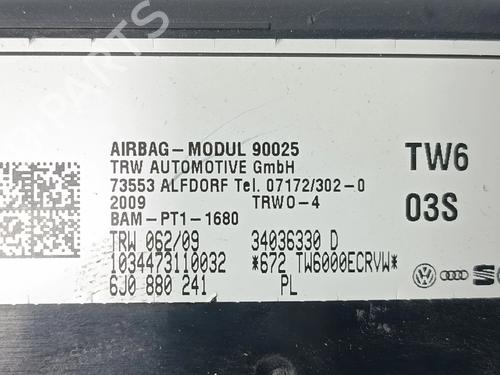 AIRBAG-MODUL 90025
TRW AUTOMOTIVE GmbH
73553 ALFDORF Tel. 07172/302-0
2009 TRWO-4
BAM-PT1-1680
TW6
03S
TRW 062/09 34036330 D
1034473110032 *672 TW6000ECRVW*
6J0 880 241 PL
B-PARTS